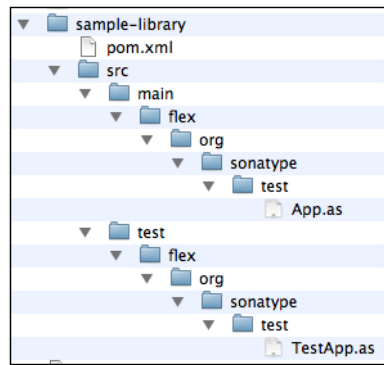 sample-library
pom.xml
src
main
flex
org
sonatype
test
App.as
test
flex
org
sonatype
test
TestApp.as